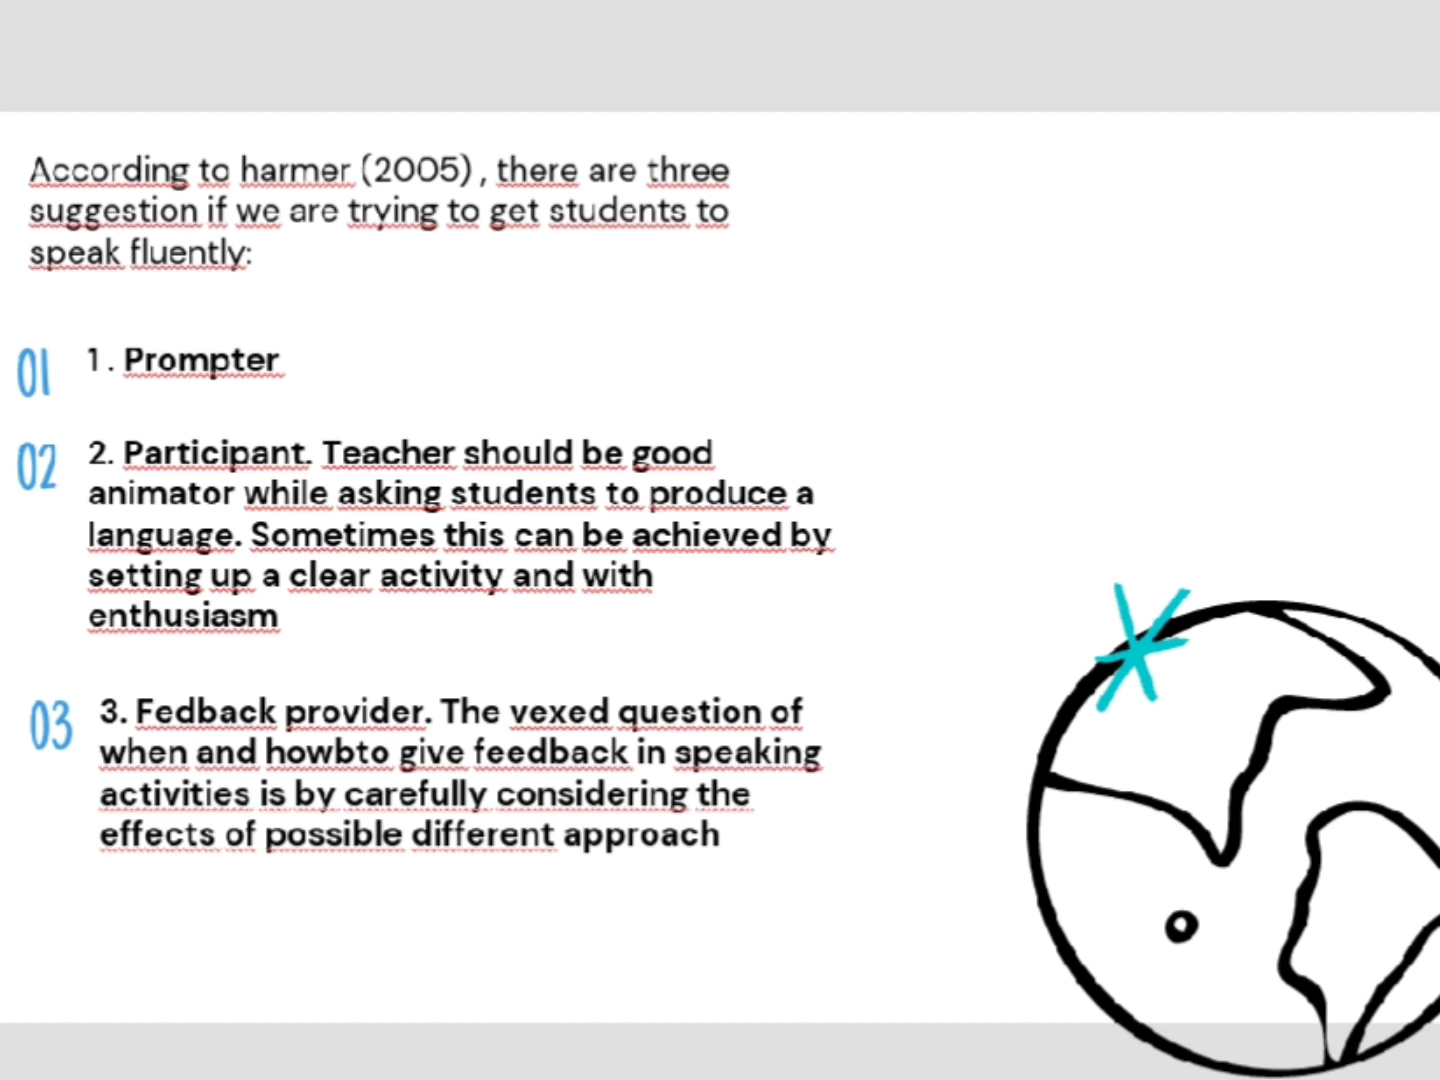 According to harmer (2005) , there are three
suggestion if we are trying to get students to
speak fluently:
01
1. Prompter
02
2. Participant. Teacher should be good
animator while asking students to produce a
language. Sometimes this can be achieved by
setting up a clear activity and with
enthusiasm
03
3. Fedback provider. The vexed question of
when and howbto give feedback in speaking
activities is by carefully considering the
effects of possible different approach